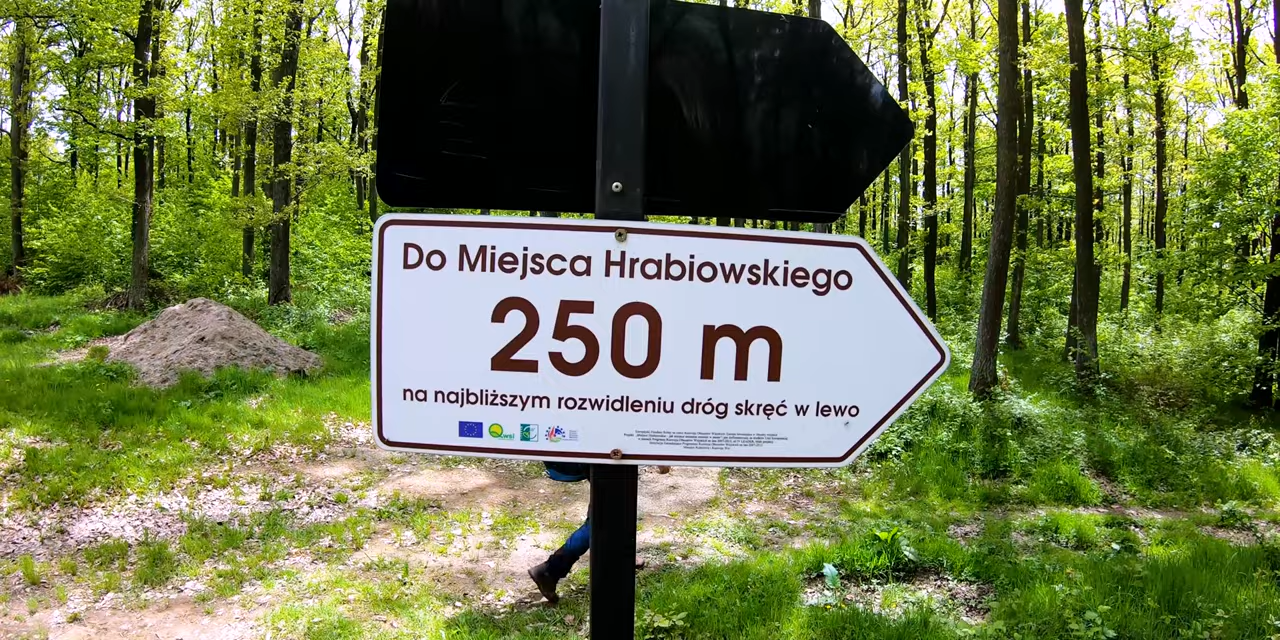 Do Miejsca Hrabiowskiego
250 m
na najbliższym rozwidleniu dróg skręć w lewo